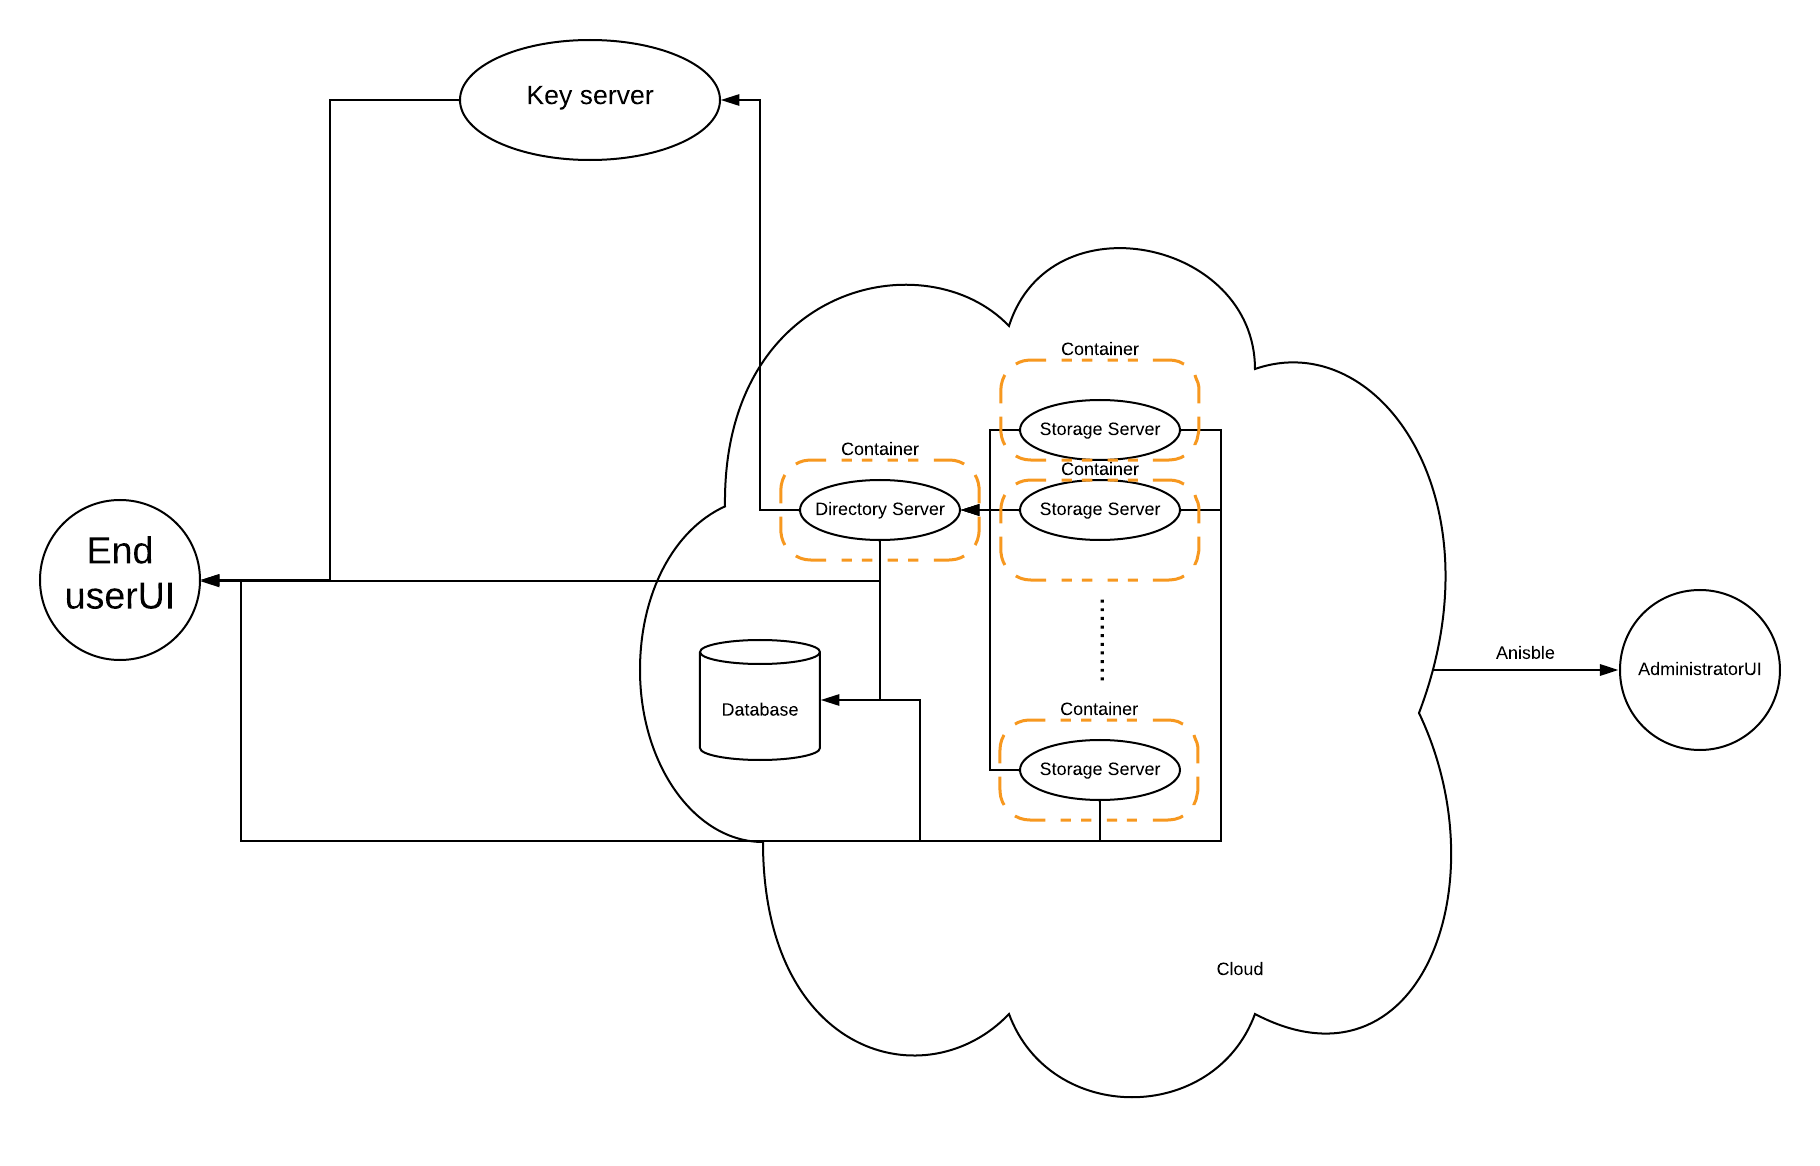 Key server
Container
Storage Server
Container
Container
Storage Server
Directory Server
End
userUI
Anisble
AdministratorUI
Database
Container
Storage Server
Cloud